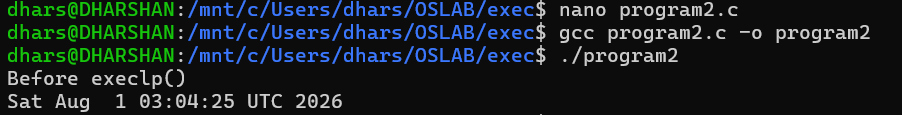 dhars@DHARSHAN:/mnt/c/Users/dhars/OSLAB/exec$ nano program2.c
dhars@DHARSHAN:/mnt/c/Users/dhars/OSLAB/exec$ gcc program2.c -o program2
dhars@DHARSHAN:/mnt/c/Users/dhars/OSLAB/exec$ ./program2
Before execlp()
Sat Aug  1 03:04:25 UTC 2026